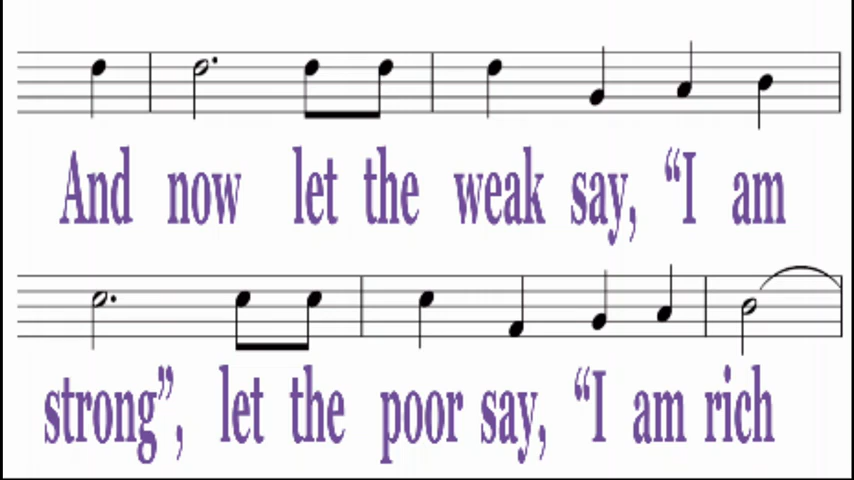 And now let the weak say, “I am
strong”, let the poor say, “I am rich